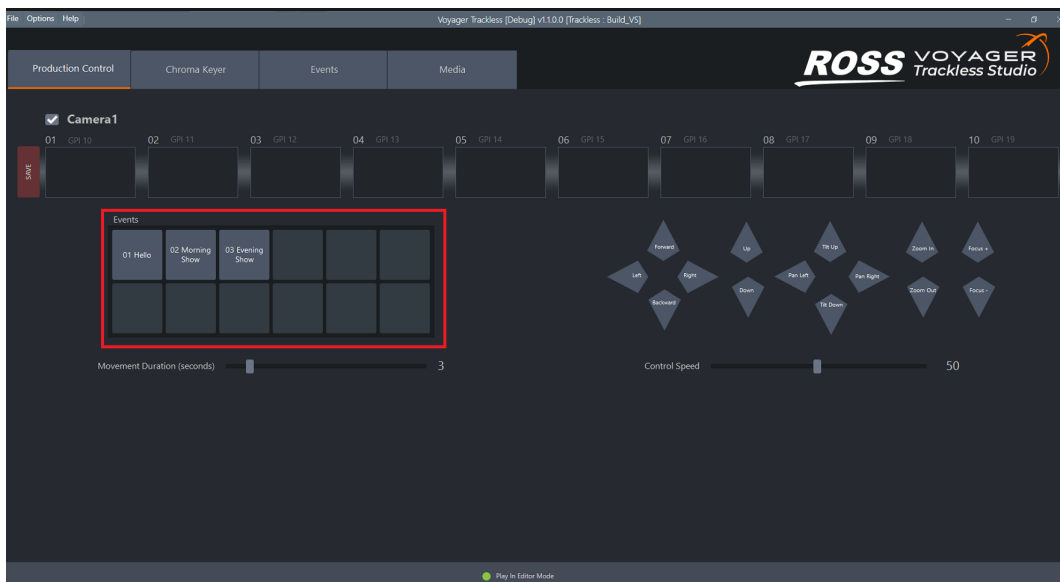 File Options Help
Voyager Trackless [Debug] v1.1.0.0 [Trackless : Build_VS]
Production Control Chroma Keyer Events Media
ROSS VOYAGER
Trackless Studio
Camera1
01 GPI 10 02 GPI 11 03 GPI 12 04 GPI 13 05 GPI 14 06 GPI 15 07 GPI 16 08 GPI 17 09 GPI 18 10 GPI 19
SAVE
Events
01 Hello
02 Morning
Show
03 Evening
Show
Forward
Left
Right
Backward
Up
Down
Tilt Up
Pan Left
Pan Right
Tilt Down
Zoom In
Zoom Out
Focus +
Focus -
Movement Duration (seconds) 3
Control Speed 50
Play In Editor Mode